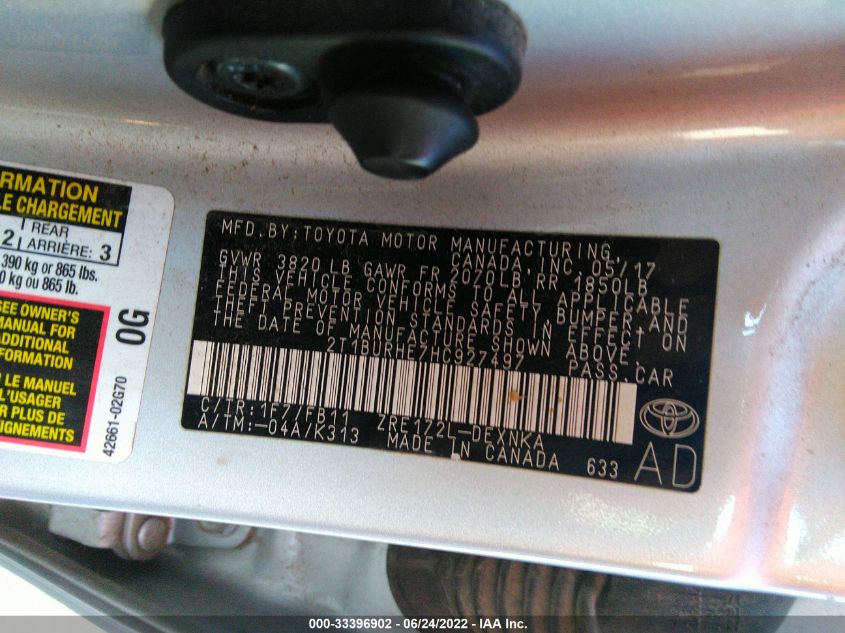 ORMATION
LE CHARGEMENT
2 REAR
ARRIÈRE: 3
390 kg or 865 lbs.
0 kg ou 865 lb.
SEE OWNER'S
MANUAL FOR
ADDITIONAL
FORMATION
LE MANUEL
L'USAGER
PLUS DE
EIGNEMENTS
42661-02G70
0G
MFD.BY:TOYOTA MOTOR MANUFACTURING,
CANADA,INC.05/17
GVWR 3820 LB GAWR FR 2070LB,RR 1850LB
THIS VEHICLE CONFORMS TO ALL APPLICABLE
FEDERAL MOTOR VEHICLE SAFETY BUMPER,AND
THEFT PREVENTION STANDARDS IN EFFECT ON
THE DATE OF MANUFACTURE SHOWN ABOVE.
2T1BURHE7HC927497 PASS.CAR
C/TR:1F7/FB11 ZRE172L-DEXNKA
A/TM:-04A/K313 MADE IN CANADA 633
AD
000-33396902 - 06/24/2022 - IAA Inc.